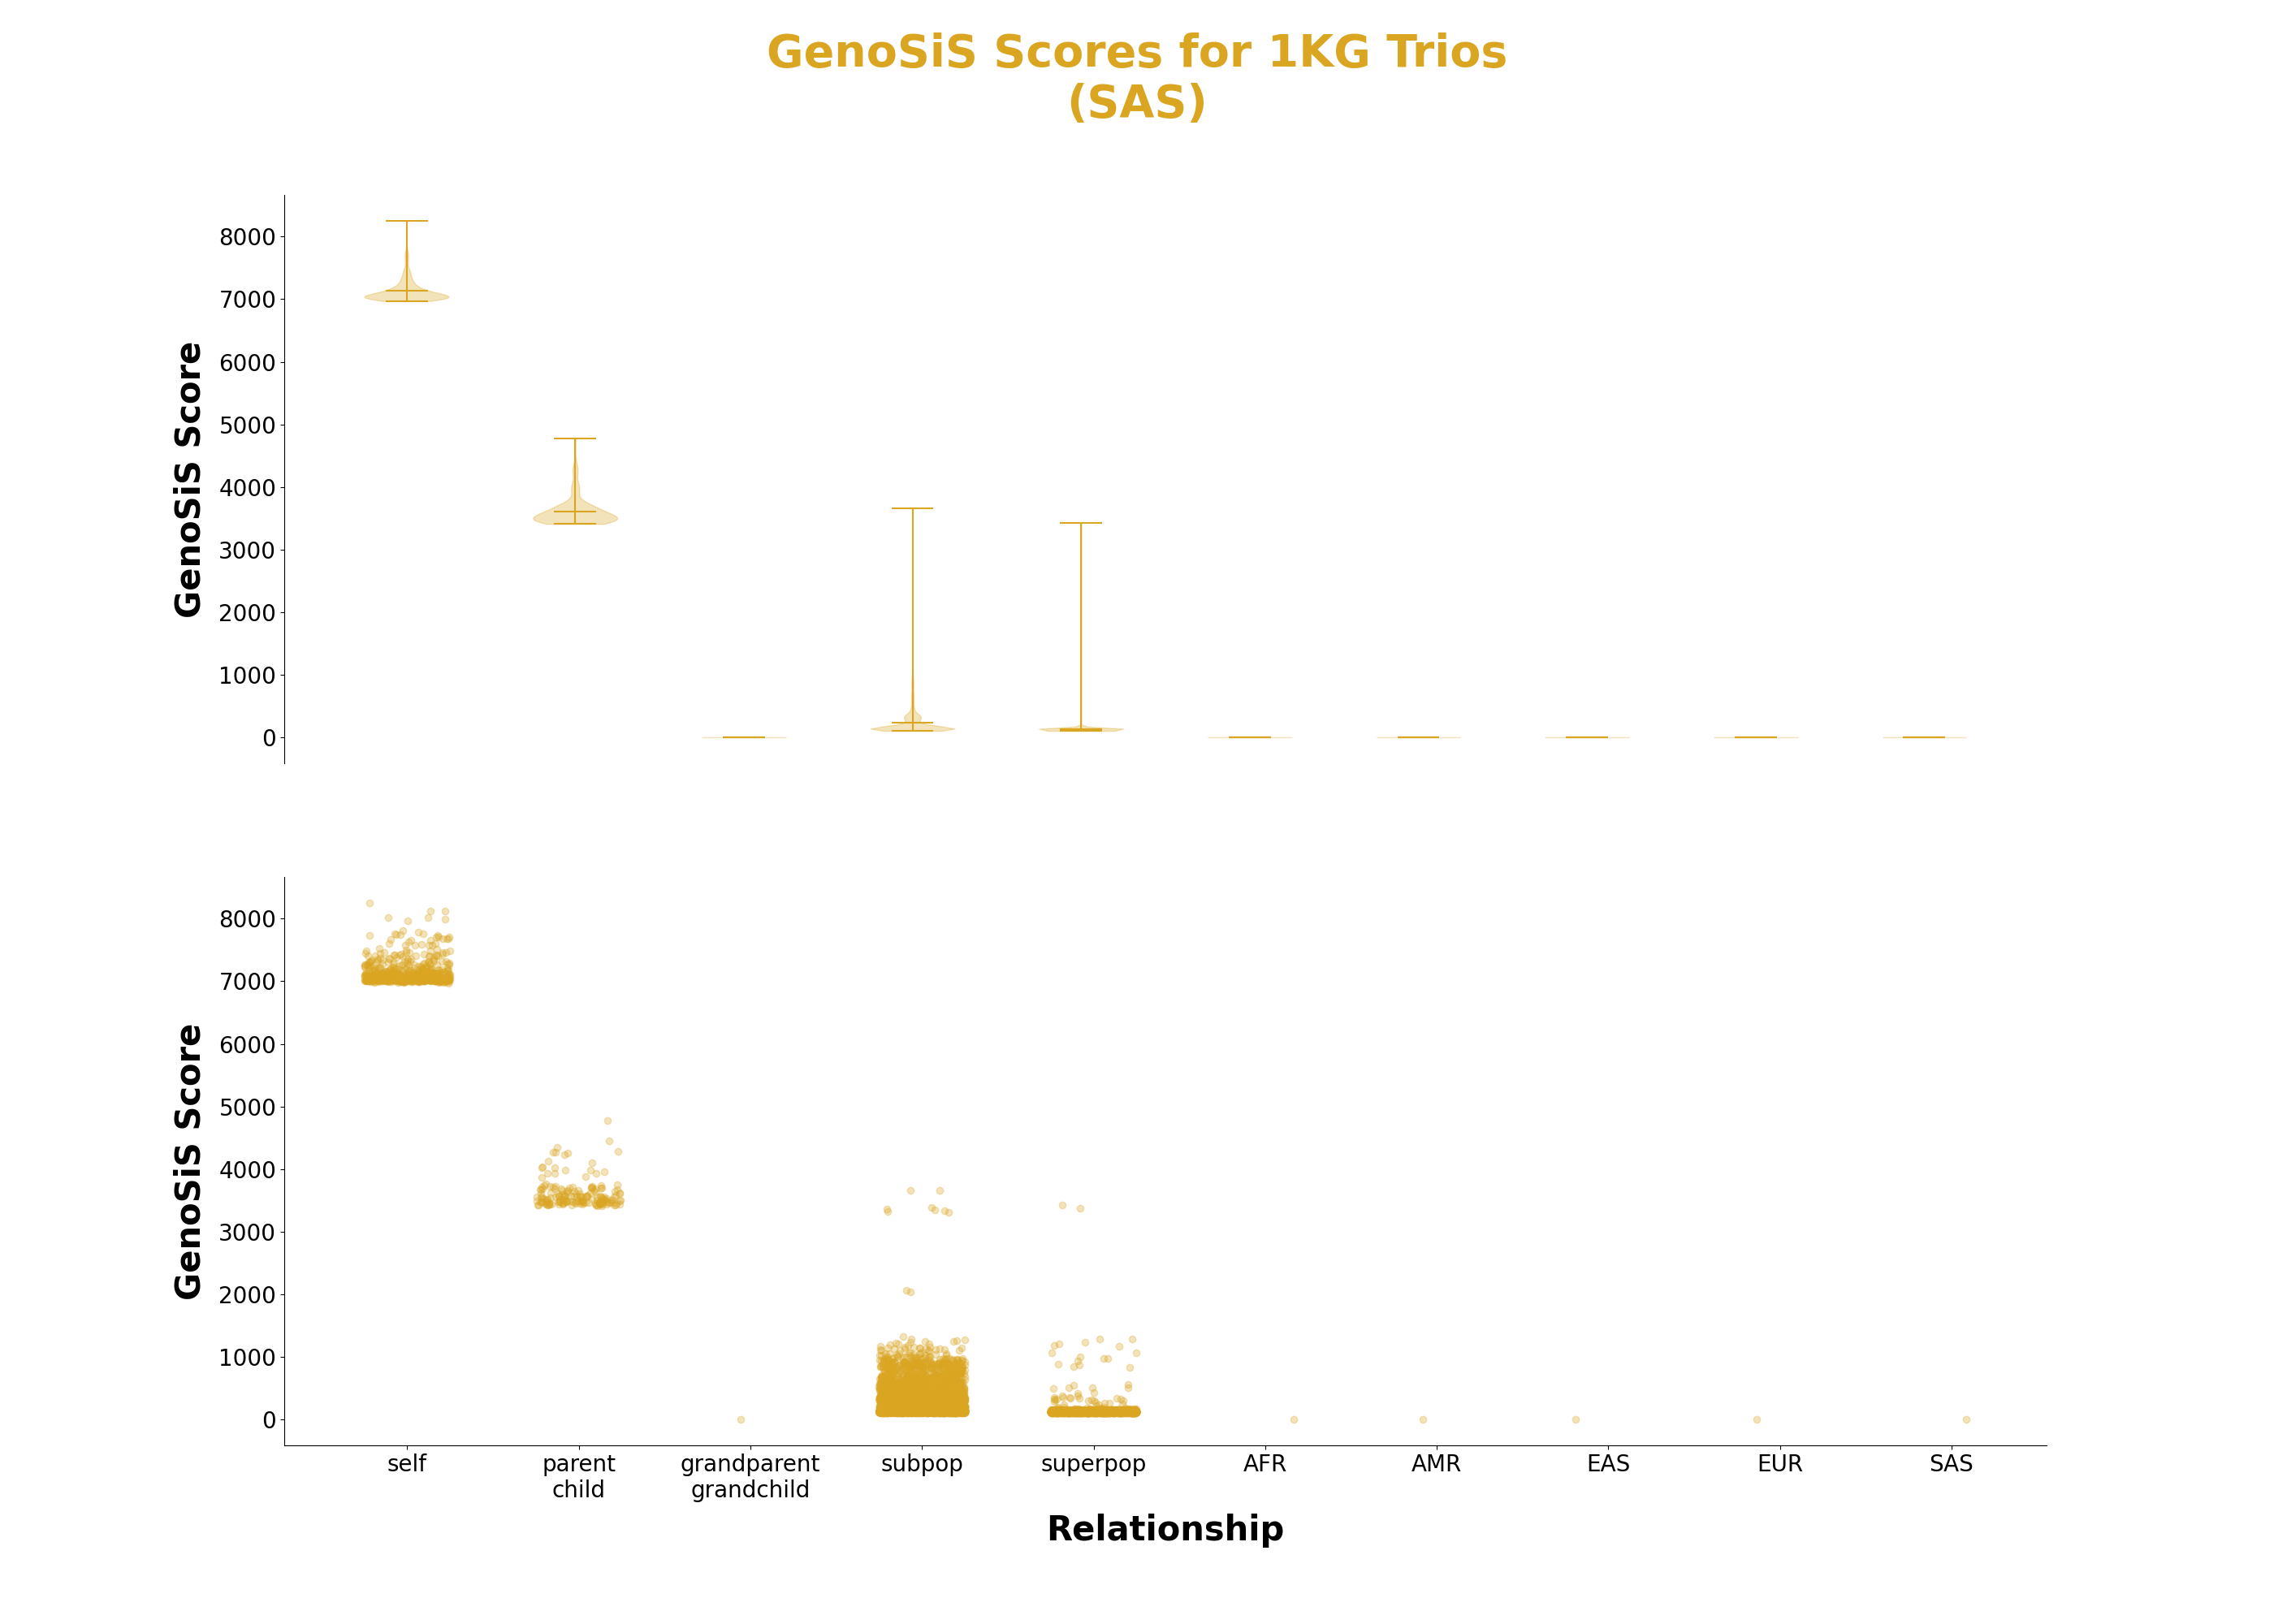 GenoSiS Scores for 1KG Trios
(SAS)
GenoSiS Score
8000
7000
6000
5000
4000
3000
2000
1000
0
GenoSiS Score
8000
7000
6000
5000
4000
3000
2000
1000
0
self
parent
child
grandparent
grandchild
subpop
superpop
AFR
AMR
EAS
EUR
SAS
Relationship